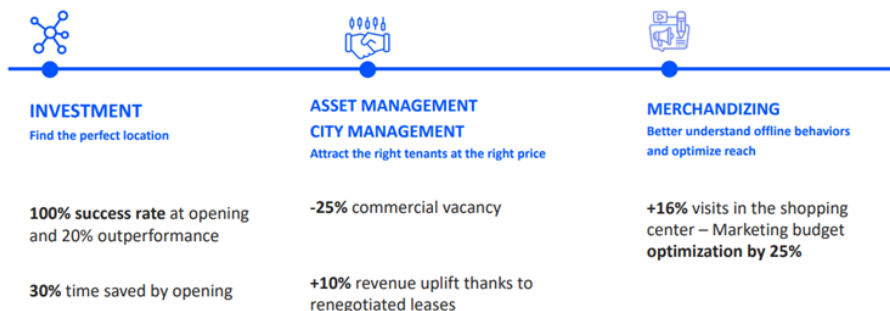 INVESTMENT
Find the perfect location
100% success rate at opening
and 20% outperformance
30% time saved by opening
ASSET MANAGEMENT
CITY MANAGEMENT
Attract the right tenants at the right price
-25% commercial vacancy
+10% revenue uplift thanks to
renegotiated leases
MERCHANDIZING
Better understand offline behaviors
and optimize reach
+16% visits in the shopping
center – Marketing budget
optimization by 25%